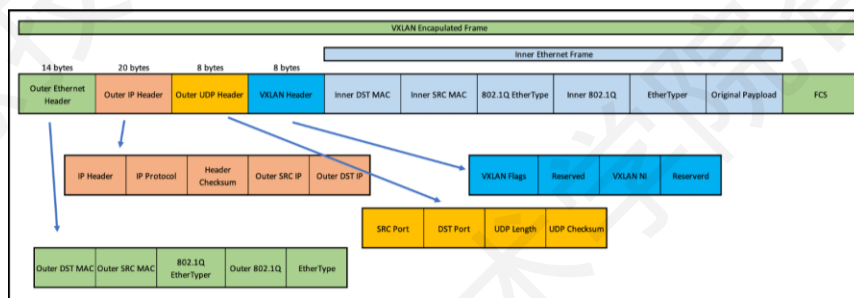 VXLAN Encapulated Frame
14 bytes 20 bytes 8 bytes 8 bytes Inner Ethernet Frame
Outer Ethernet Header Outer IP Header Outer UDP Header VXLAN Header Inner DST MAC Inner SRC MAC 802.1Q EtherType Inner 802.1Q EtherTyper Original Paypload FCS
IP Header IP Protocol Header Checksum Outer SRC IP Outer DST IP
VXLAN Flags Reserved VXLAN NI Reserverd
SRC Port DST Port UDP Length UDP Checksum
Outer DST MAC Outer SRC MAC 802.1Q EtherTyper Outer 802.1Q EtherType